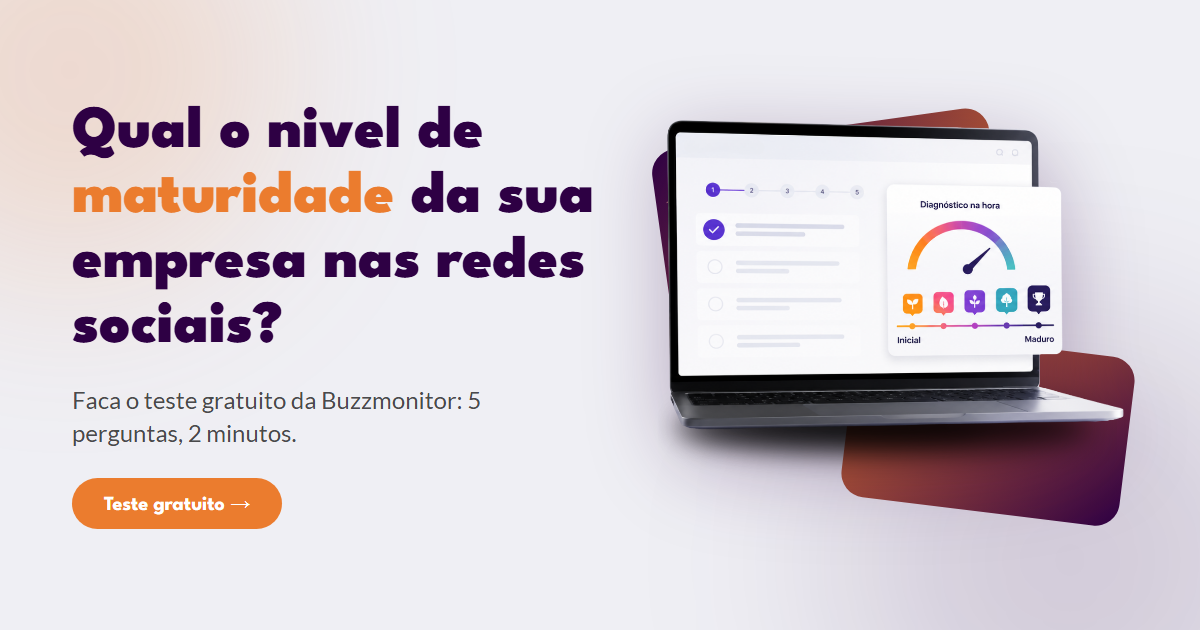 Qual o nivel de
maturidade da sua
empresa nas redes
sociais?
Faca o teste gratuito da Buzzmonitor: 5
perguntas, 2 minutos.
Teste gratuito →
1 2 3 4 5
Diagnóstico na hora
Inicial Maduro